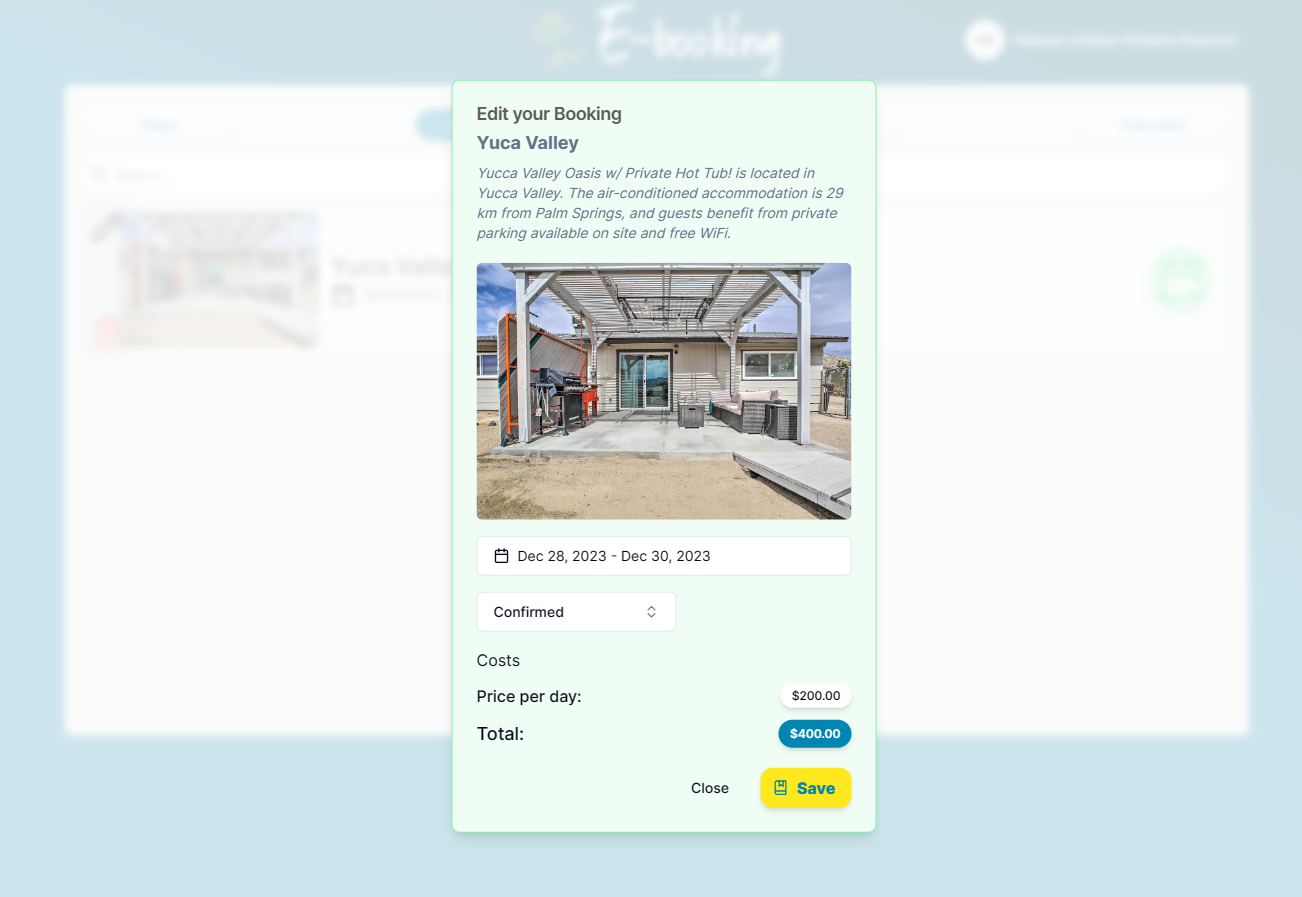 E-booking
Edit your Booking
Yuca Valley
Yucca Valley Oasis w/ Private Hot Tub! is located in
Yucca Valley. The air-conditioned accommodation is 29
km from Palm Springs, and guests benefit from private
parking available on site and free WiFi.
Dec 28, 2023 - Dec 30, 2023
Confirmed
Costs
Price per day:
$200.00
Total:
$400.00
Close
Save